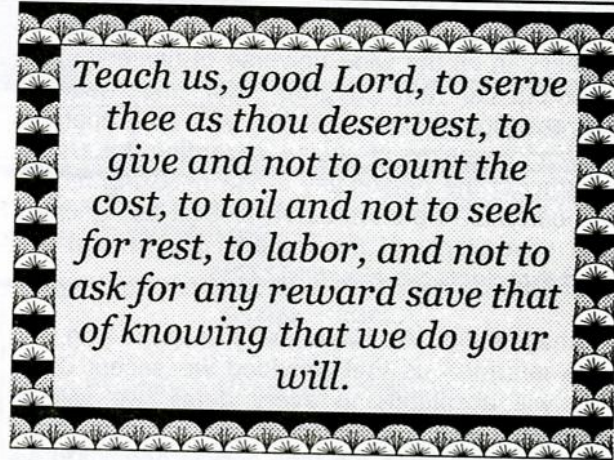 Teach us, good Lord, to serve
thee as thou deservest, to
give and not to count the
cost, to toil and not to seek
for rest, to labor, and not to
ask for any reward save that
of knowing that we do your
will.